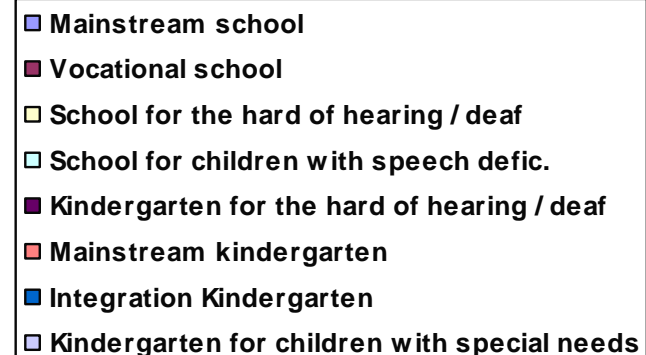 Mainstream school
Vocational school
School for the hard of hearing / deaf
School for children with speech defic.
Kindergarten for the hard of hearing / deaf
Mainstream kindergarten
Integration Kindergarten
Kindergarten for children with special needs